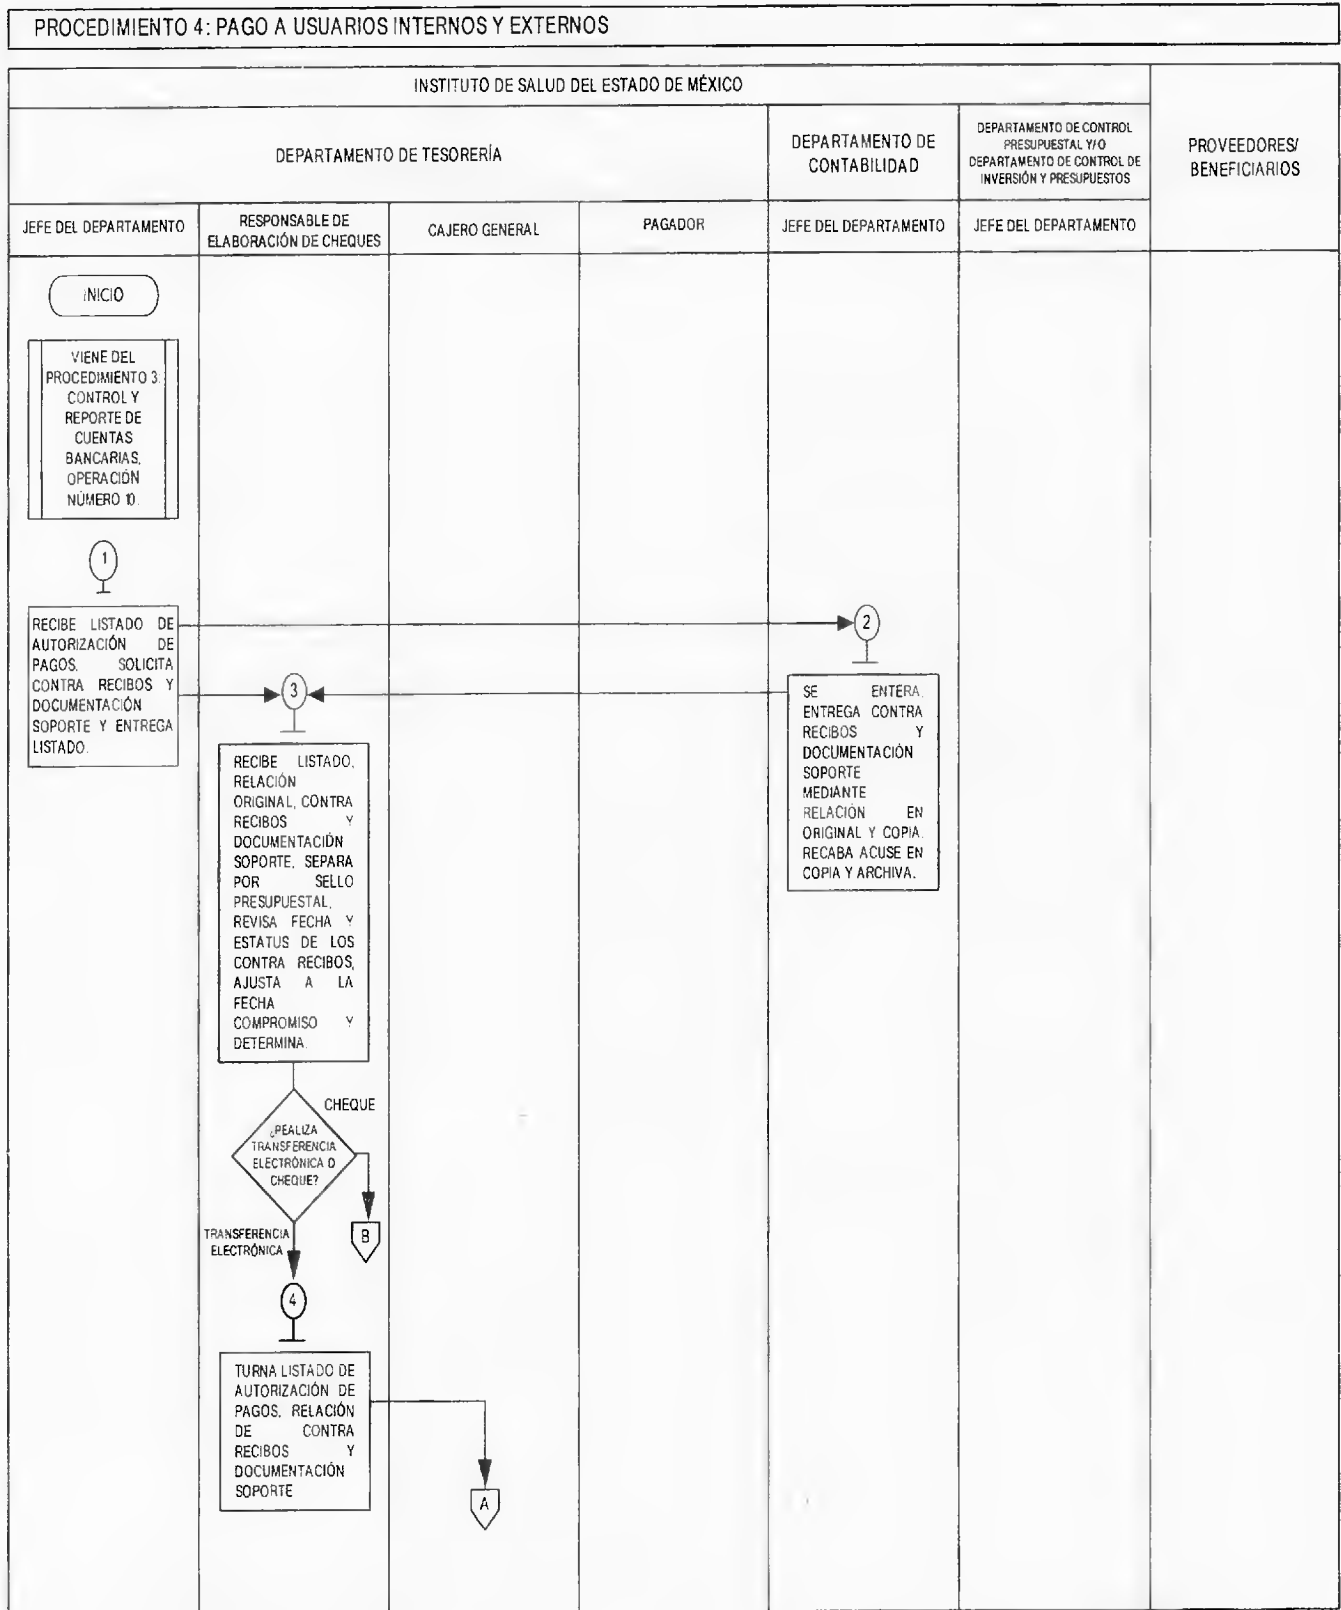 PROCEDIMIENTO 4: PAGO A USUARIOS INTERNOS Y EXTERNOS
INSTITUTO DE SALUD DEL ESTADO DE MÉXICO
DEPARTAMENTO DE TESORERÍA
DEPARTAMENTO DE
CONTABILIDAD
DEPARTAMENTO DE CONTROL
PRESUPUESTAL Y/O
DEPARTAMENTO DE CONTROL DE
INVERSIÓN Y PRESUPUESTOS
PROVEEDORES/
BENEFICIARIOS
JEFE DEL DEPARTAMENTO
RESPONSABLE DE
ELABORACIÓN DE CHEQUES
CAJERO GENERAL
PAGADOR
JEFE DEL DEPARTAMENTO
JEFE DEL DEPARTAMENTO
INICIO
VIENE DEL
PROCEDIMIENTO 3:
CONTROL Y
REPORTE DE
CUENTAS
BANCARIAS,
OPERACIÓN
NÚMERO 10.
1
RECIBE LISTADO DE
AUTORIZACIÓN DE
PAGOS, SOLICITA
CONTRA RECIBOS Y
DOCUMENTACIÓN
SOPORTE Y ENTREGA
LISTADO.
2
SE ENTERA,
ENTREGA CONTRA
RECIBOS Y
DOCUMENTACIÓN
SOPORTE
MEDIANTE
RELACIÓN EN
ORIGINAL Y COPIA.
RECABA ACUSE EN
COPIA Y ARCHIVA.
3
RECIBE LISTADO,
RELACIÓN
ORIGINAL, CONTRA
RECIBOS Y
DOCUMENTACIÓN
SOPORTE, SEPARA
POR SELLO
PRESUPUESTAL,
REVISA FECHA Y
ESTATUS DE LOS
CONTRA RECIBOS,
AJUSTA A LA
FECHA
COMPROMISO Y
DETERMINA.
CHEQUE
¿REALIZA
TRANSFERENCIA
ELECTRÓNICA O
CHEQUE?
B
TRANSFERENCIA
ELECTRÓNICA
4
TURNA LISTADO DE
AUTORIZACIÓN DE
PAGOS, RELACIÓN
DE CONTRA
RECIBOS Y
DOCUMENTACIÓN
SOPORTE
A